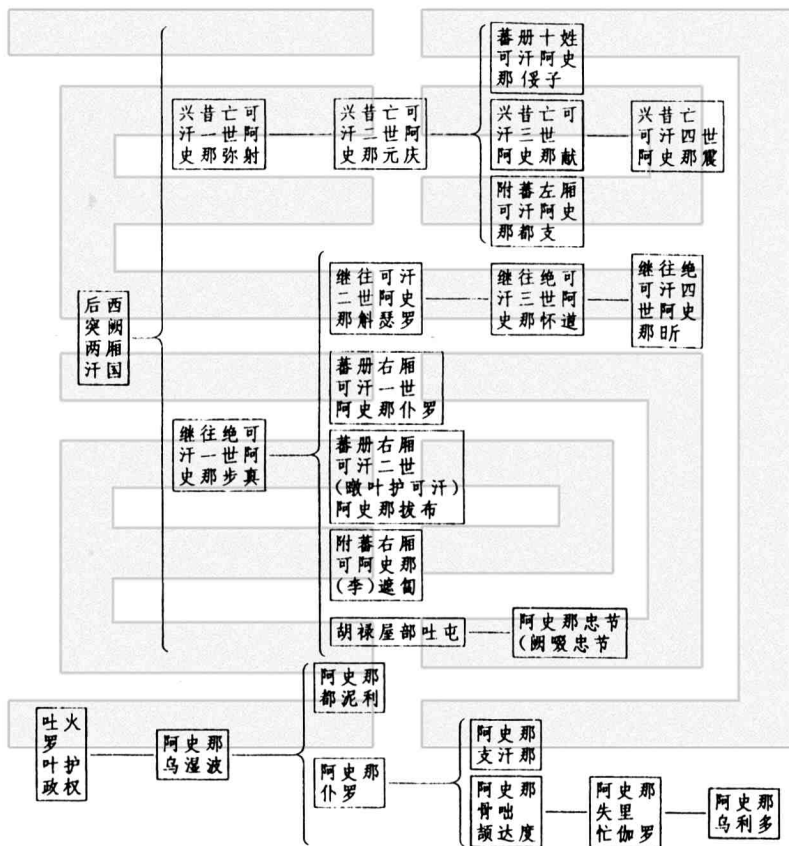 后西
突阙
两厢
汗国
兴昔亡可
汗一世阿
史那弥射
兴昔亡可
汗二世阿
史那元庆
蕃册十姓
可汗阿史
那俀子
兴昔亡可
汗三世
阿史那献
兴昔亡
可汗四世
阿史那震
附蕃左厢
可汗阿史
那都支
继往绝可
汗一世阿
史那步真
继往可汗
二世阿史
那斛瑟罗
继往绝可
汗三世阿
史那怀道
继往绝
可汗四
世阿史
那昕
蕃册右厢
可汗一世
阿史那仆罗
蕃册右厢
可汗二世
(暾叶护可汗)
阿史那拔布
附蕃右厢
可阿史那
(李)遮匐
胡禄屋部吐屯
阿史那忠节
(阙啜忠节
吐火
罗
叶护
政权
阿史那
乌湿波
阿史那
都泥利
阿史那
仆罗
阿史那
支汗那
阿史那
骨咄
颉达度
阿史那
失里
忙伽罗
阿史那
乌利多